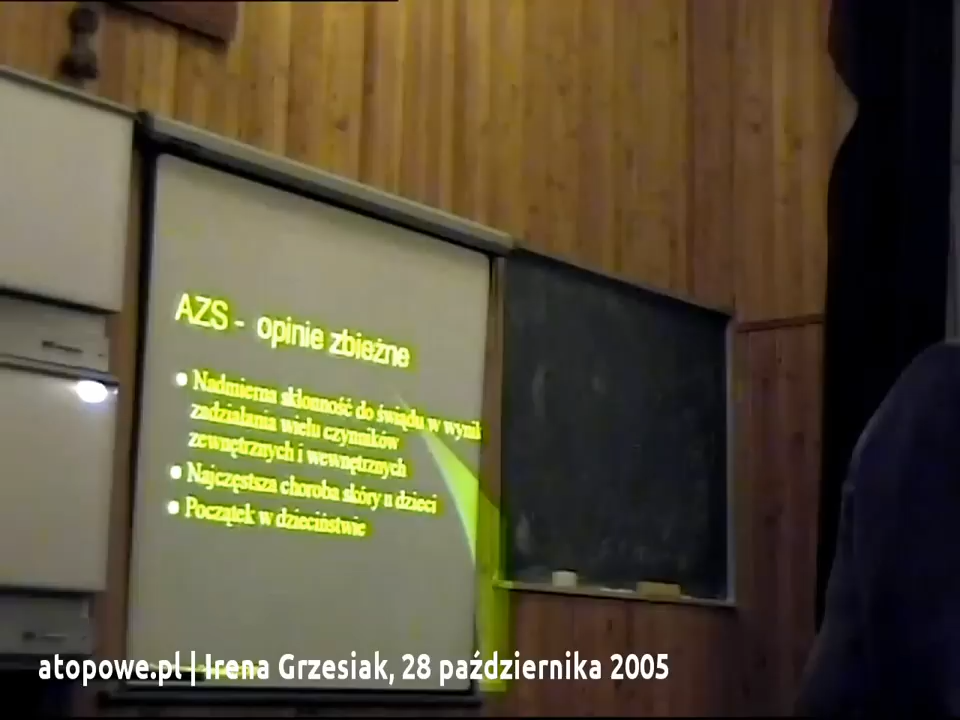 AZS - opinie zbieżne
Nadmierna skłonność do świądu w wynik
zadziałania wielu czynników
zewnętrznych i wewnętrznych
Najczęstsza choroba skóry u dzieci
Początek w dzieciństwie
atopowe.pl | Irena Grzesiak, 28 października 2005